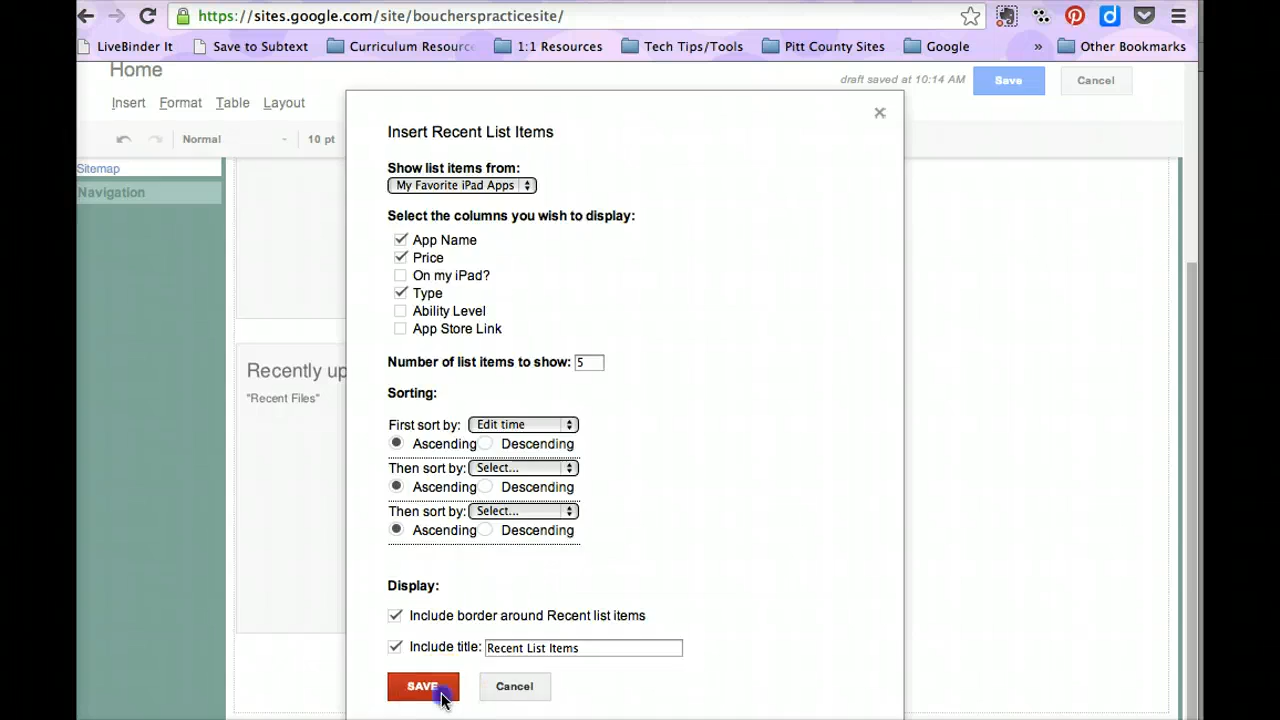 https://sites.google.com/site/boucherspracticesite/
LiveBinder It Save to Subtext Curriculum Resourc 1:1 Resources Tech Tips/Tools Pitt County Sites Google » Other Bookmarks
Home
draft saved at 10:14 AM Save Cancel
Insert Format Table Layout
Normal 10 pt
Sitemap
Navigation
Recently up
"Recent Files"
Insert Recent List Items
Show list items from:
My Favorite iPad Apps
Select the columns you wish to display:
App Name
Price
On my iPad?
Type
Ability Level
App Store Link
Number of list items to show: 5
Sorting:
First sort by: Edit time
Ascending Descending
Then sort by: Select...
Ascending Descending
Then sort by: Select...
Ascending Descending
Display:
Include border around Recent list items
Include title: Recent List Items
SAVE Cancel